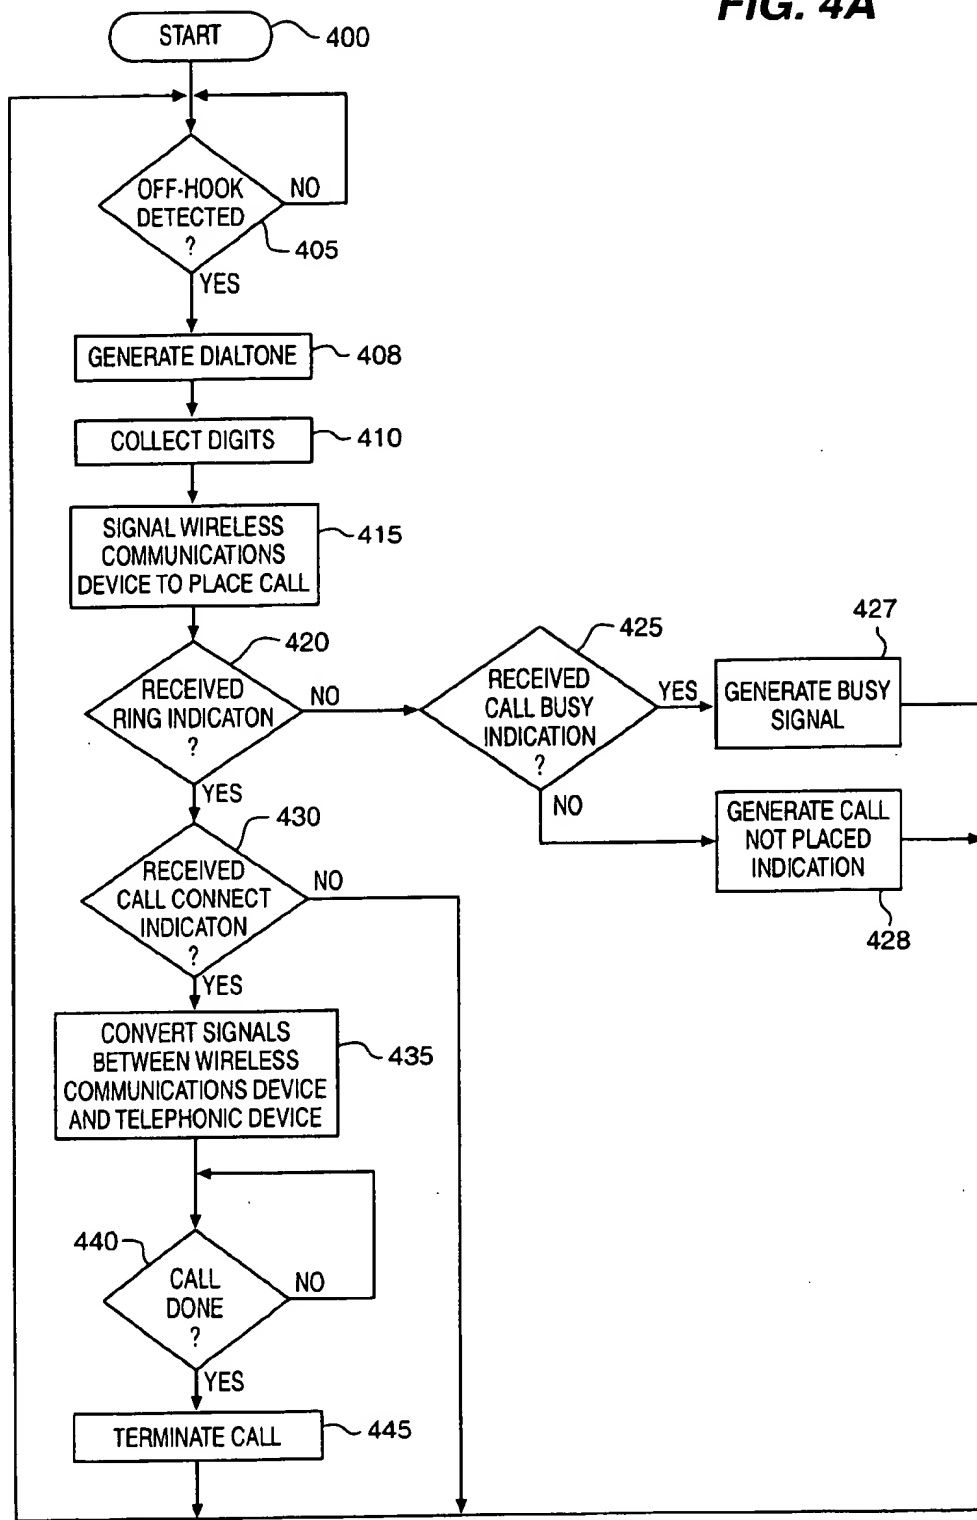 FIG. 4A
START
400
OFF-HOOK
DETECTED
?
NO
405
YES
GENERATE DIALTONE
408
COLLECT DIGITS
410
SIGNAL WIRELESS
COMMUNICATIONS
DEVICE TO PLACE CALL
415
RECEIVED
RING INDICATON
?
420
NO
YES
RECEIVED
CALL BUSY
INDICATION
?
425
YES
NO
GENERATE BUSY
SIGNAL
427
GENERATE CALL
NOT PLACED
INDICATION
428
RECEIVED
CALL CONNECT
INDICATON
?
430
NO
YES
CONVERT SIGNALS
BETWEEN WIRELESS
COMMUNICATIONS DEVICE
AND TELEPHONIC DEVICE
435
440
CALL
DONE
?
NO
YES
TERMINATE CALL
445